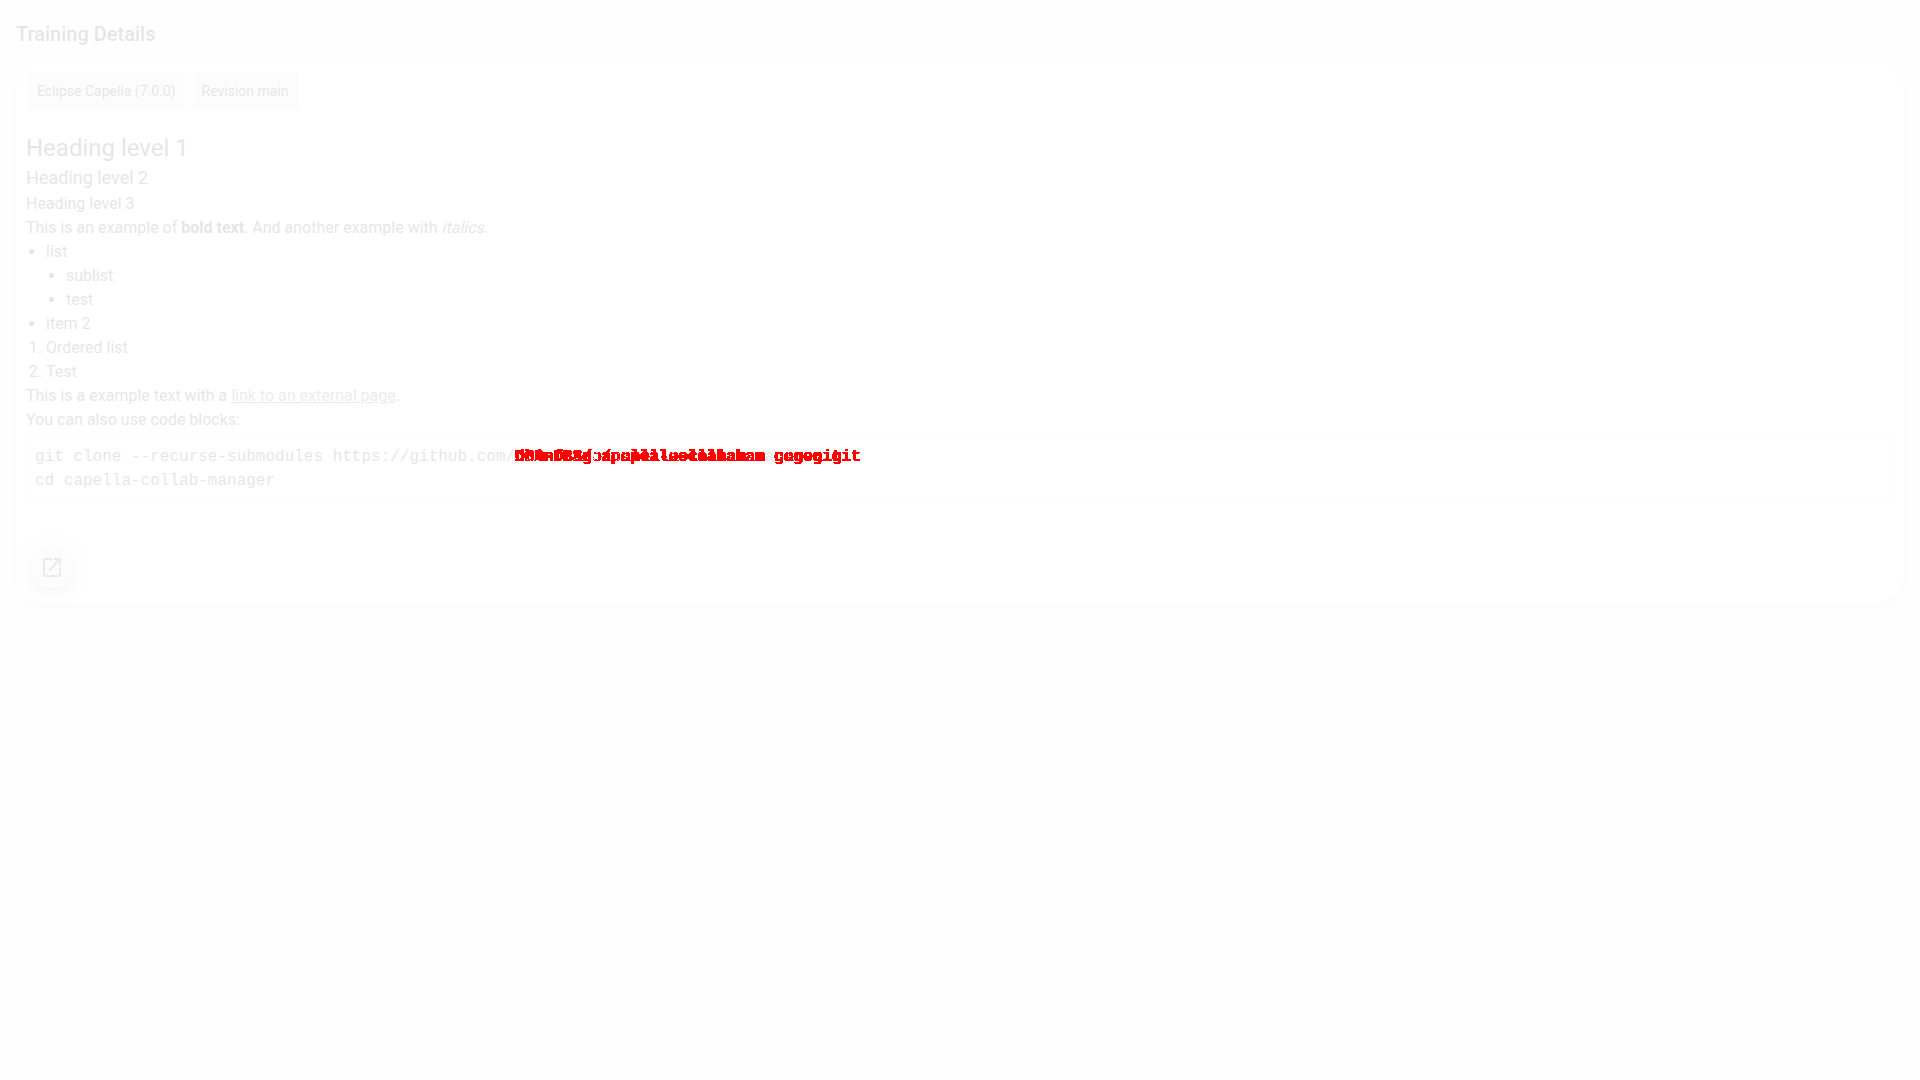 Training Details
Eclipse Capella (7.0.0) Revision main
Heading level 1
Heading level 2
Heading level 3
This is an example of bold text. And another example with italics.
• list
▪ sublist
▪ test
• item 2
1. Ordered list
2. Test
This is a example text with a link to an external page.
You can also use code blocks:
git clone --recurse-submodules https://github.com/
cd capella-collab-manager